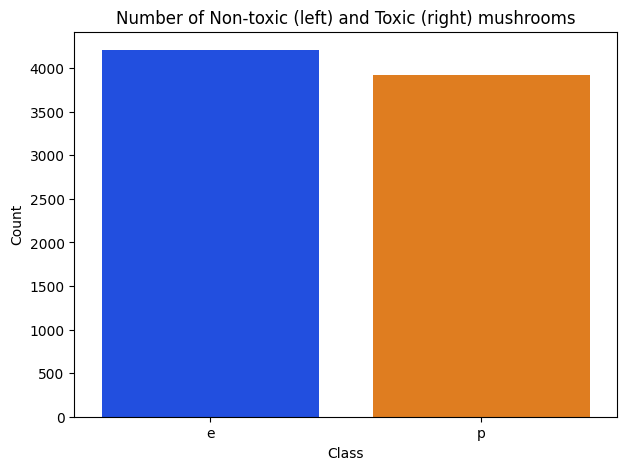 Number of Non-toxic (left) and Toxic (right) mushrooms
4000
3500
3000
2500
2000
1500
1000
500
0
Count
e
p
Class